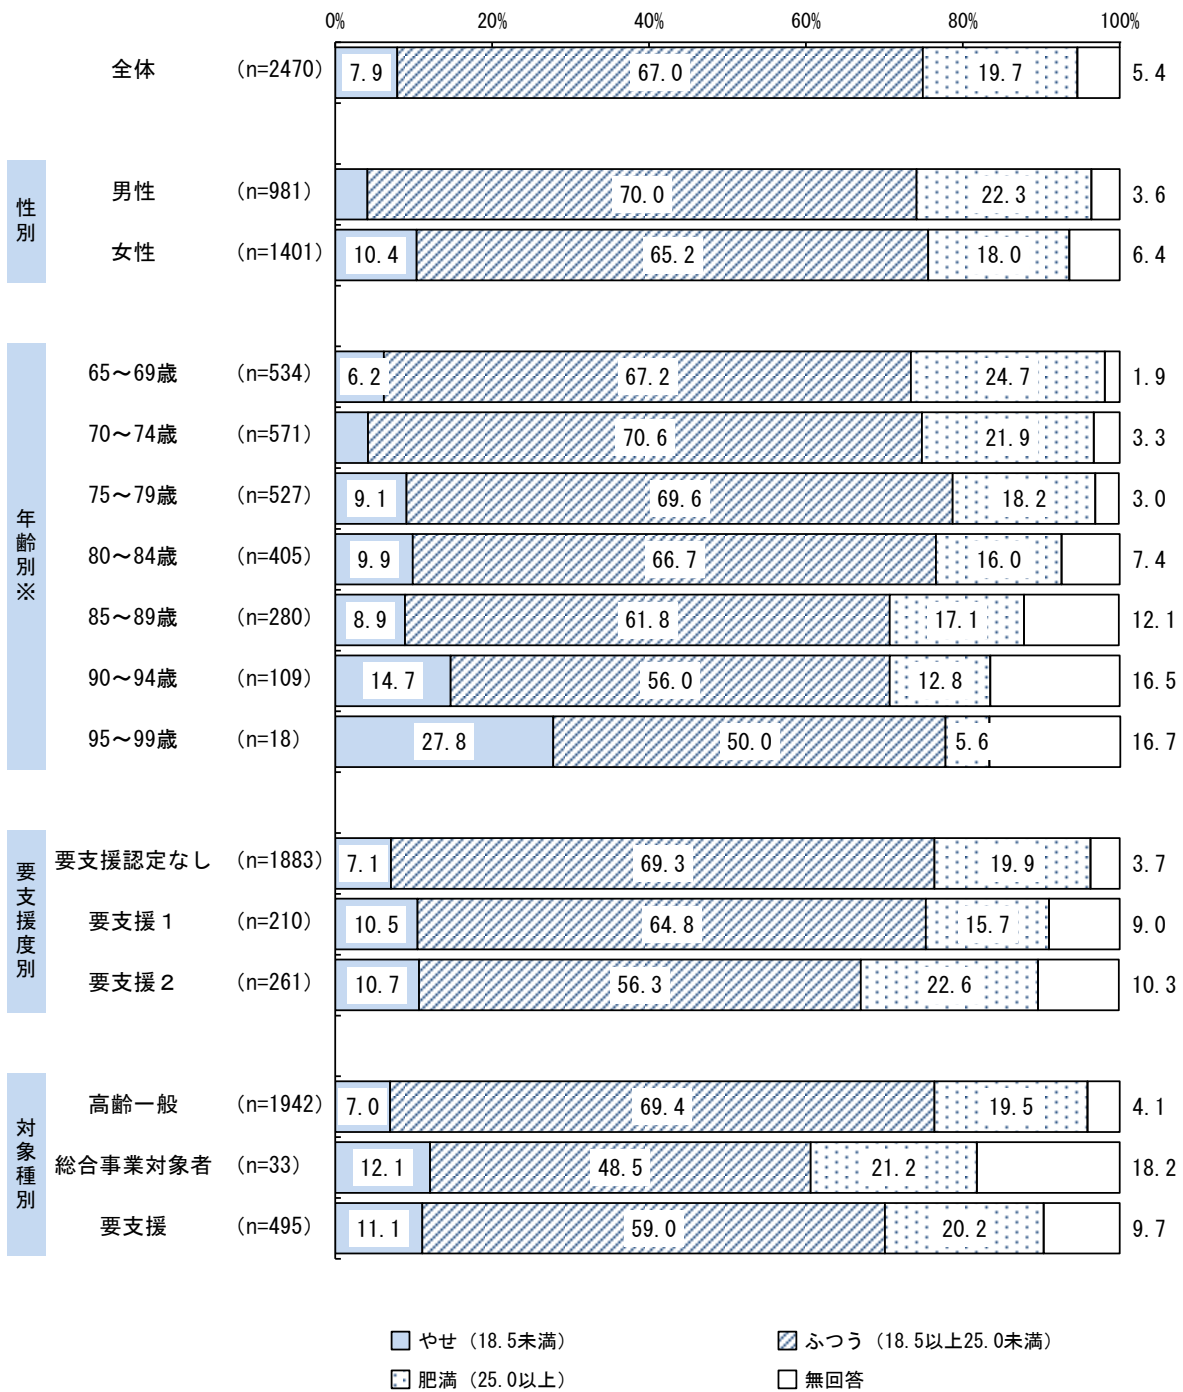 0% 20% 40% 60% 80% 100%
全体 (n=2470) 7.9 67.0 19.7 5.4
性別
男性 (n=981) 70.0 22.3 3.6
女性 (n=1401) 10.4 65.2 18.0 6.4
年齢別※
65～69歳 (n=534) 6.2 67.2 24.7 1.9
70～74歳 (n=571) 70.6 21.9 3.3
75～79歳 (n=527) 9.1 69.6 18.2 3.0
80～84歳 (n=405) 9.9 66.7 16.0 7.4
85～89歳 (n=280) 8.9 61.8 17.1 12.1
90～94歳 (n=109) 14.7 56.0 12.8 16.5
95～99歳 (n=18) 27.8 50.0 5.6 16.7
要支援度別
要支援認定なし (n=1883) 7.1 69.3 19.9 3.7
要支援１ (n=210) 10.5 64.8 15.7 9.0
要支援２ (n=261) 10.7 56.3 22.6 10.3
対象種別
高齢一般 (n=1942) 7.0 69.4 19.5 4.1
総合事業対象者 (n=33) 12.1 48.5 21.2 18.2
要支援 (n=495) 11.1 59.0 20.2 9.7
やせ（18.5未満） ふつう（18.5以上25.0未満）
肥満（25.0以上） 無回答